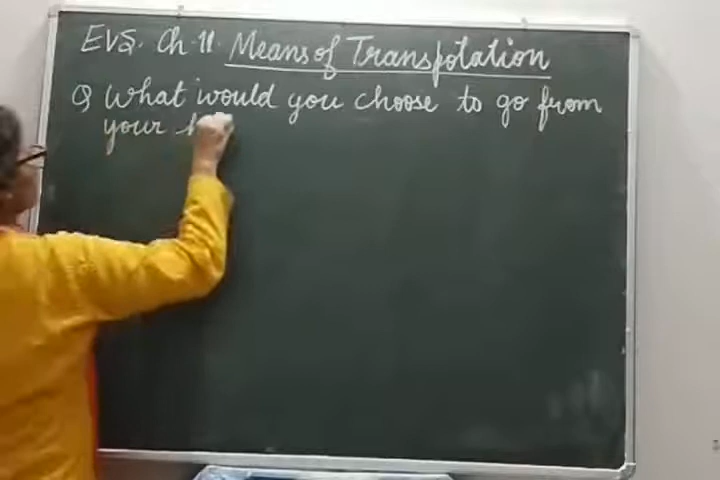 EVS. Ch-11. Means of Transpotation
Q What would you choose to go from
your